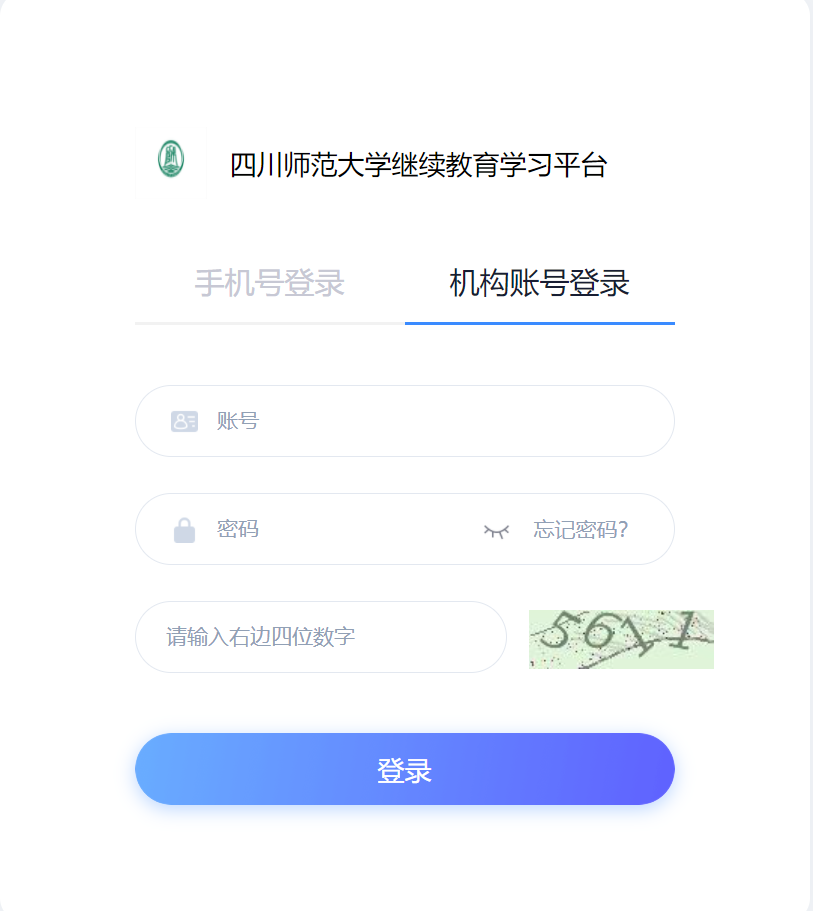 四川师范大学继续教育学习平台
手机号登录 机构账号登录
账号
密码 忘记密码?
请输入右边四位数字
5611
登录